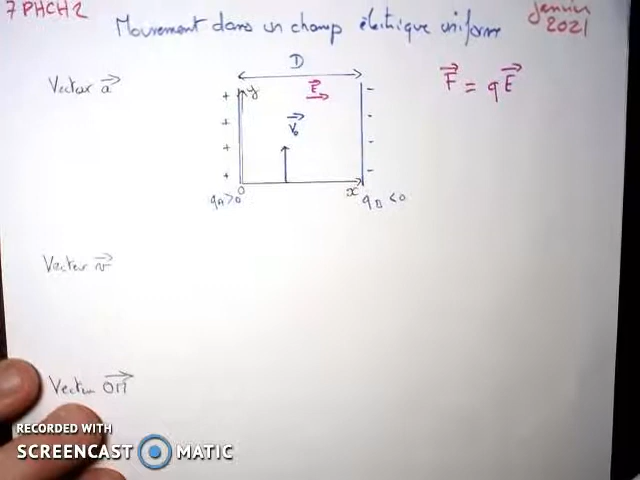 7 PHCH2
Mouvement dans un champ électrique uniforme
Janvier
2021
Vecteur a
D
y
E
F = qE
+ -
+ V₀ -
+ -
+ -
0 x
qA>0 qB<0
Vecteur v
Vecteur OM
RECORDED WITH
SCREENCAST MATIC